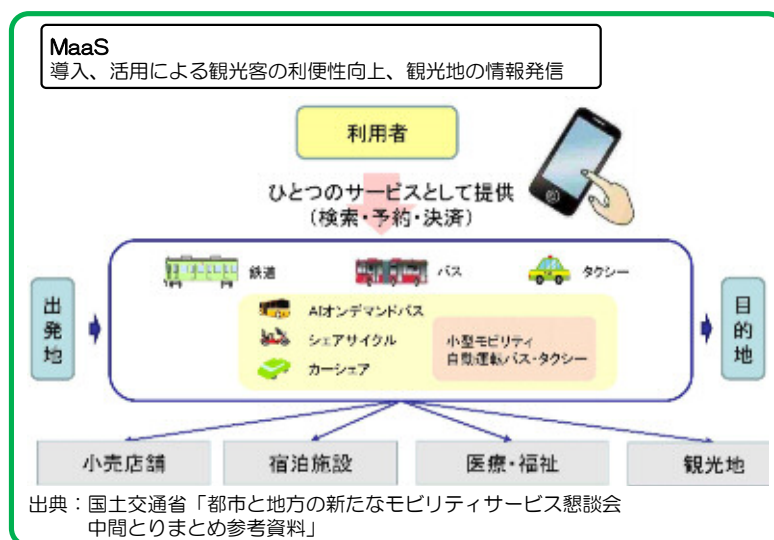 MaaS
導入、活用による観光客の利便性向上、観光地の情報発信
利用者
ひとつのサービスとして提供
(検索・予約・決済)
鉄道
バス
タクシー
出発地
目的地
AIオンデマンドバス
シェアサイクル
カーシェア
小型モビリティ
自動運転バス・タクシー
小売店舗
宿泊施設
医療・福祉
観光地
出典：国土交通省「都市と地方の新たなモビリティサービス懇談会
中間とりまとめ参考資料」